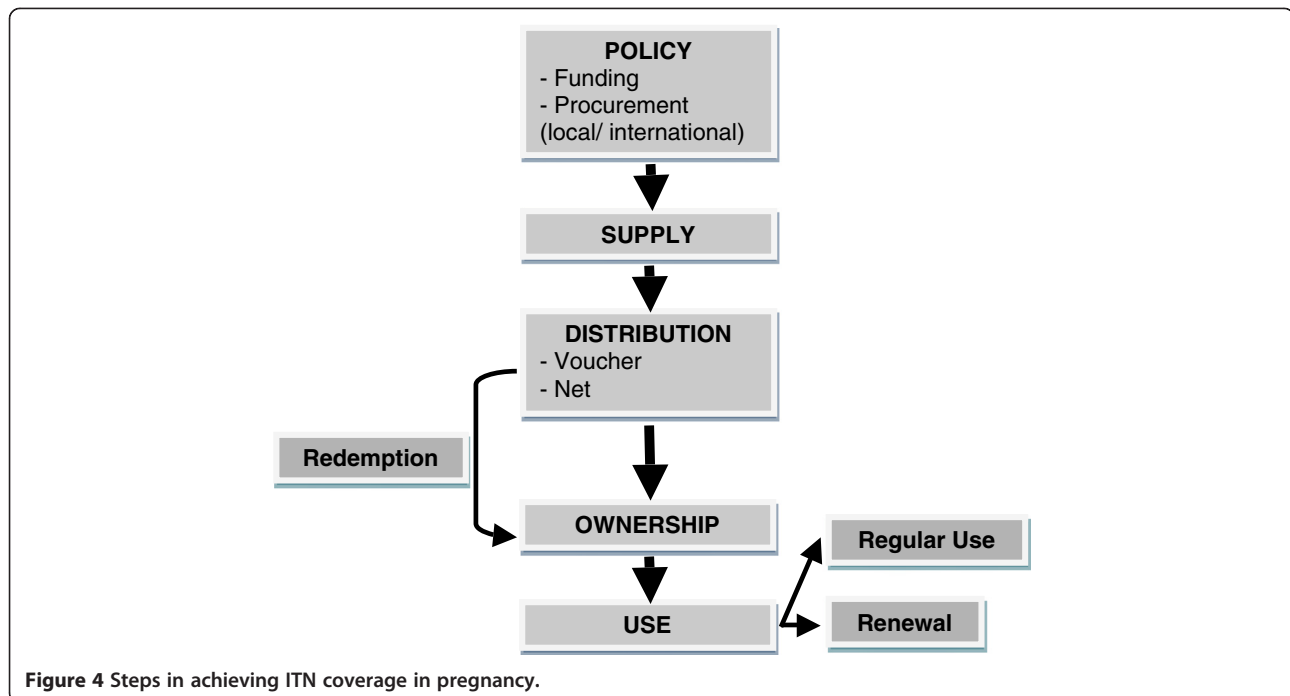 POLICY
- Funding
- Procurement
(local/ international)
SUPPLY
DISTRIBUTION
- Voucher
- Net
Redemption
OWNERSHIP
Regular Use
USE
Renewal
Figure 4 Steps in achieving ITN coverage in pregnancy.